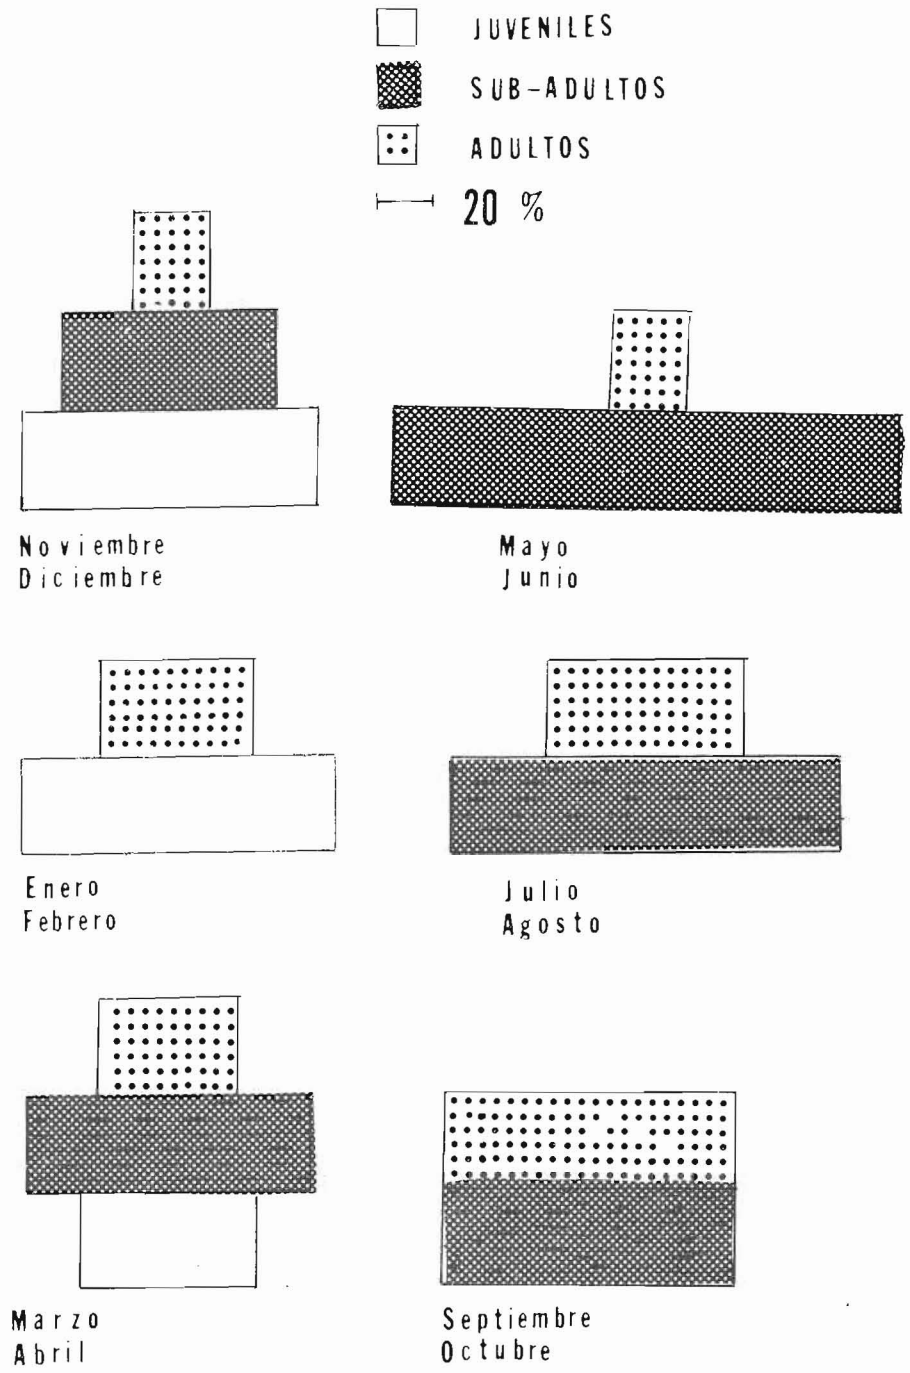 JUVENILES
SUB-ADULTOS
ADULTOS
20 %
Noviembre
Diciembre
Mayo
Junio
Enero
Febrero
Julio
Agosto
Marzo
Abril
Septiembre
Octubre